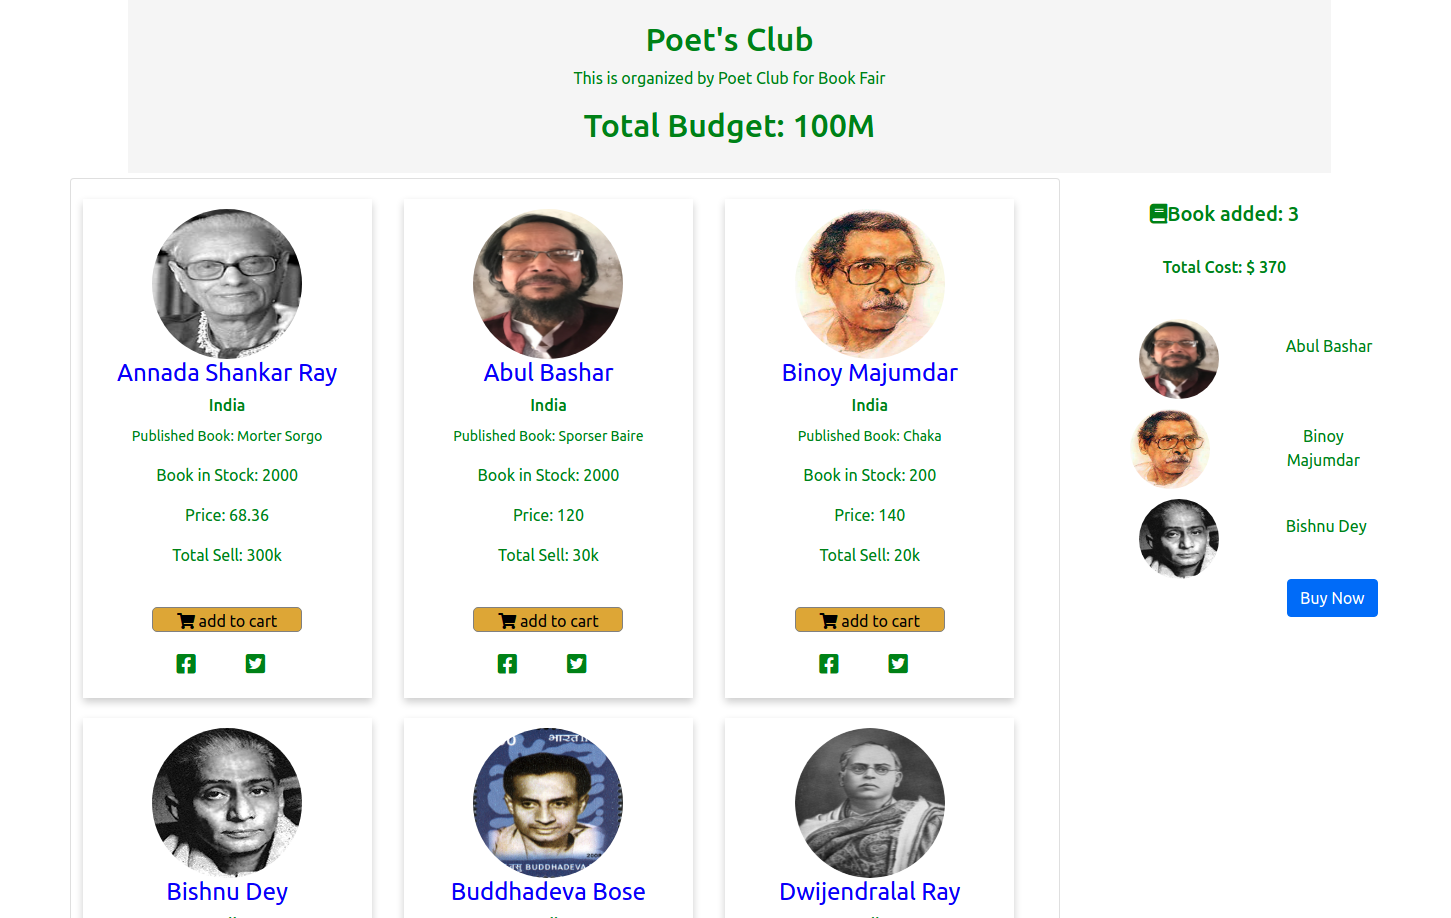 Poet's Club
This is organized by Poet Club for Book Fair
Total Budget: 100M
Annada Shankar Ray
India
Published Book: Morter Sorgo
Book in Stock: 2000
Price: 68.36
Total Sell: 300k
add to cart
Abul Bashar
India
Published Book: Sporser Baire
Book in Stock: 2000
Price: 120
Total Sell: 30k
add to cart
Binoy Majumdar
India
Published Book: Chaka
Book in Stock: 200
Price: 140
Total Sell: 20k
add to cart
Bishnu Dey
भारत
BUDDHADEVA
Buddhadeva Bose
Dwijendralal Ray
Book added: 3
Total Cost: $ 370
Abul Bashar
Binoy
Majumdar
Bishnu Dey
Buy Now